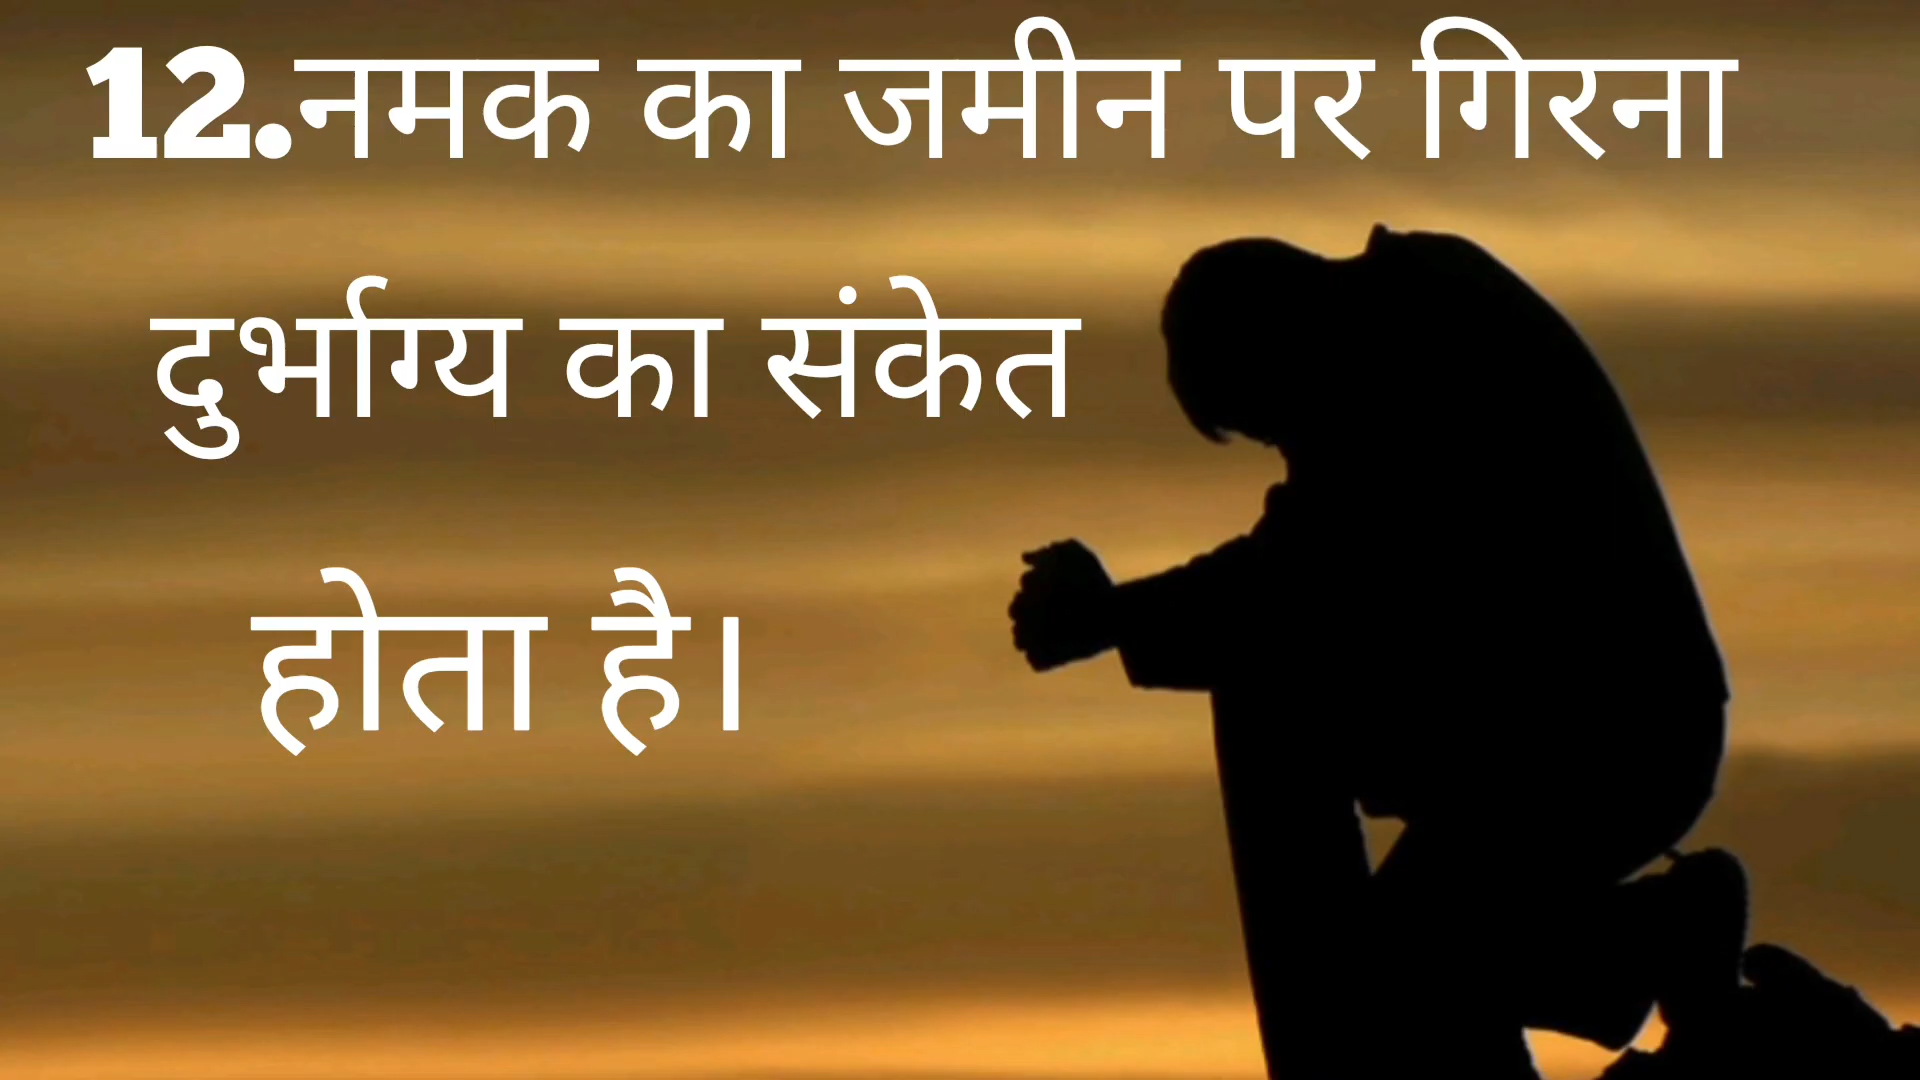 12.नमक का जमीन पर गिरना
दुर्भाग्य का संकेत
होता है।